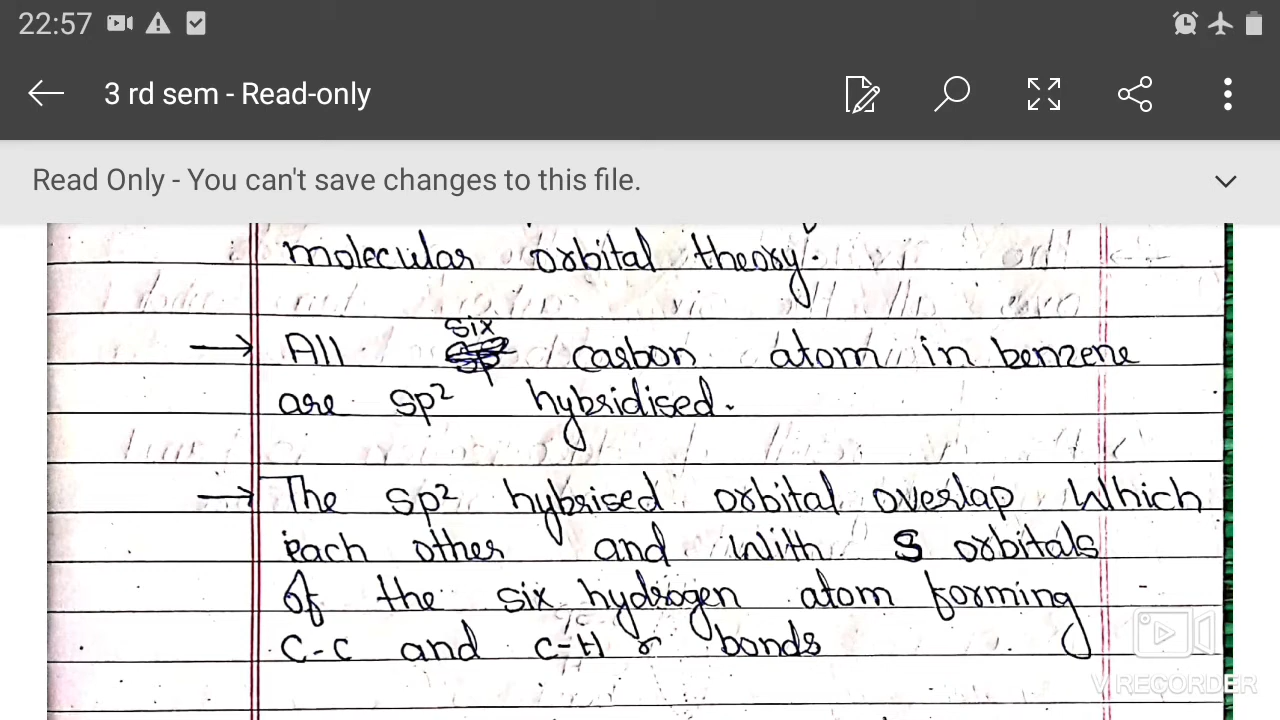 22:57
3 rd sem - Read-only
Read Only - You can't save changes to this file.
molecular orbital theory.
→ All six carbon atom in benzene
are sp² hybridised.
→ The sp² hybrised orbital overlap which
each other and with s orbitals
of the six hydrogen atom forming
C-C and C-H σ bonds
V RECORDER